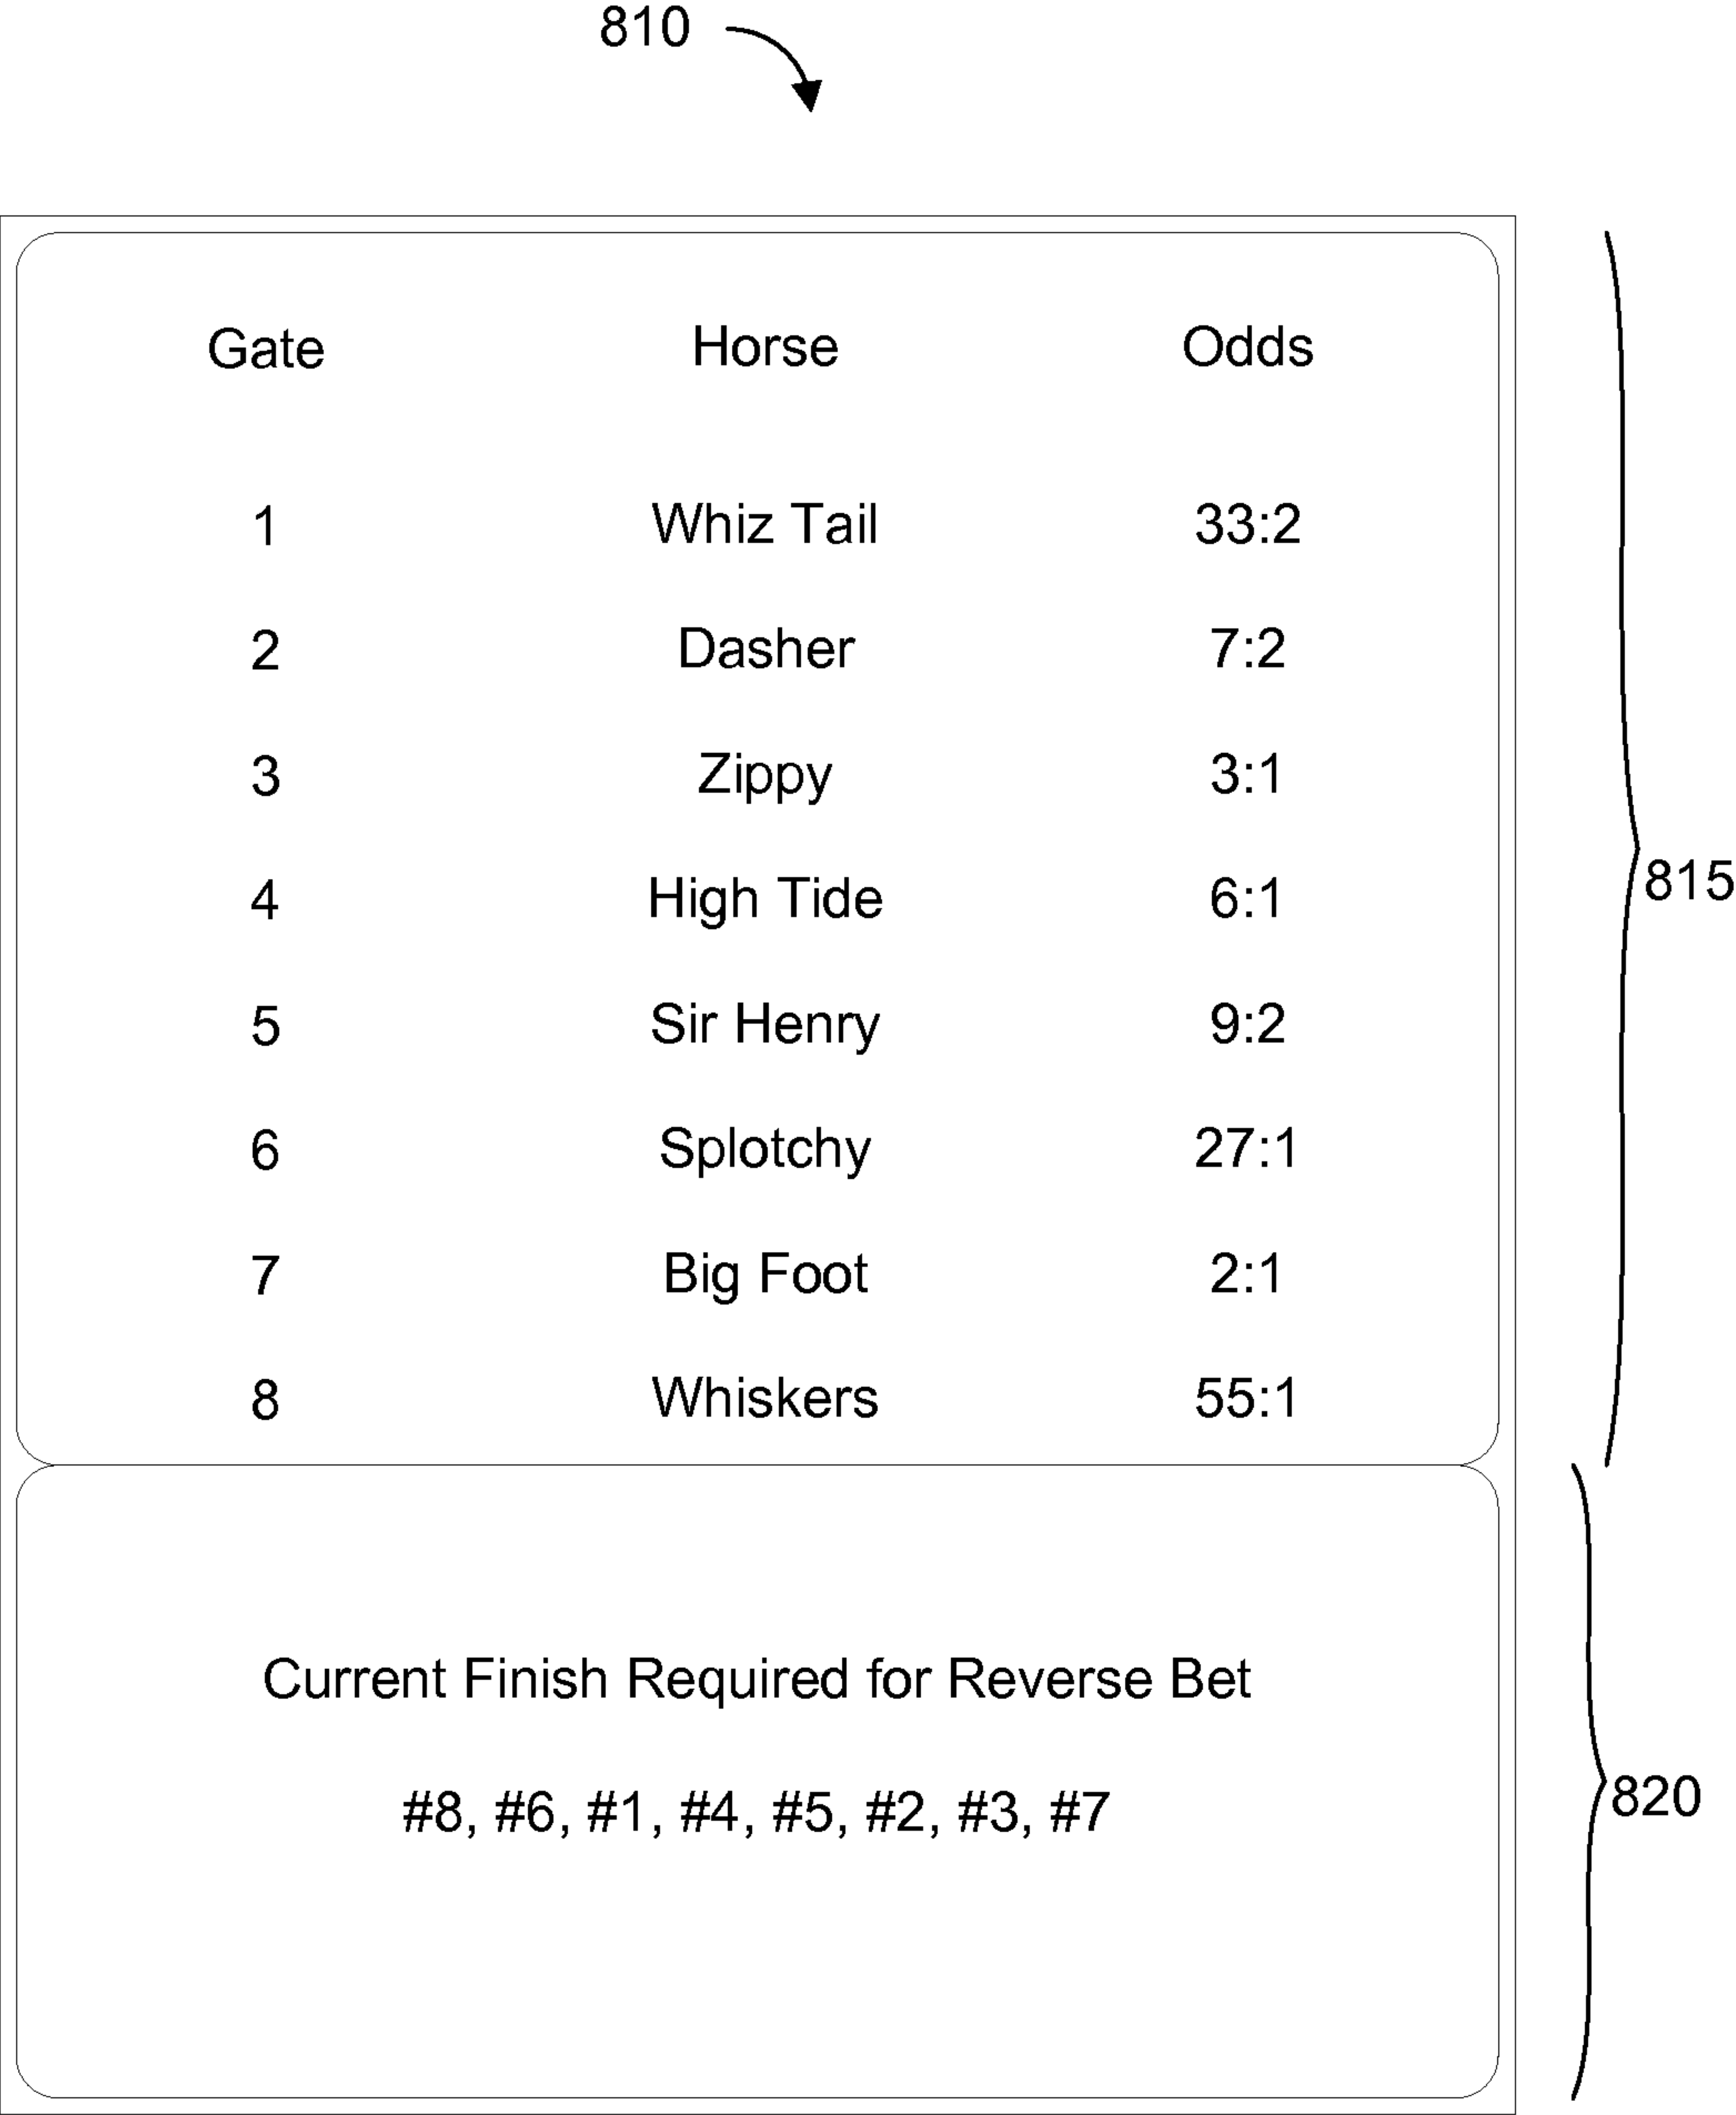 810
Gate Horse Odds
1 Whiz Tail 33:2
2 Dasher 7:2
3 Zippy 3:1
4 High Tide 6:1
815
5 Sir Henry 9:2
6 Splotchy 27:1
7 Big Foot 2:1
8 Whiskers 55:1
Current Finish Required for Reverse Bet
#8, #6, #1, #4, #5, #2, #3, #7
820